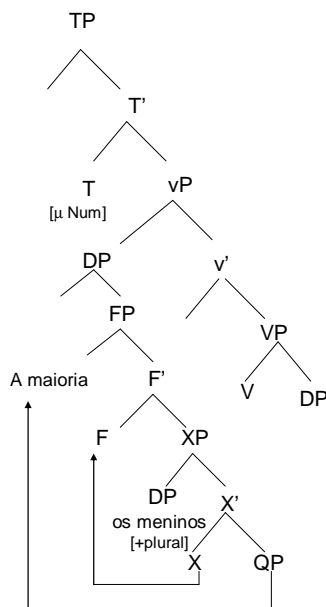 TP
T’
T vP
[μ Num]
DP v’
FP VP
A maioria F’ V DP
F XP
DP X’
os meninos
[+plural]
X QP